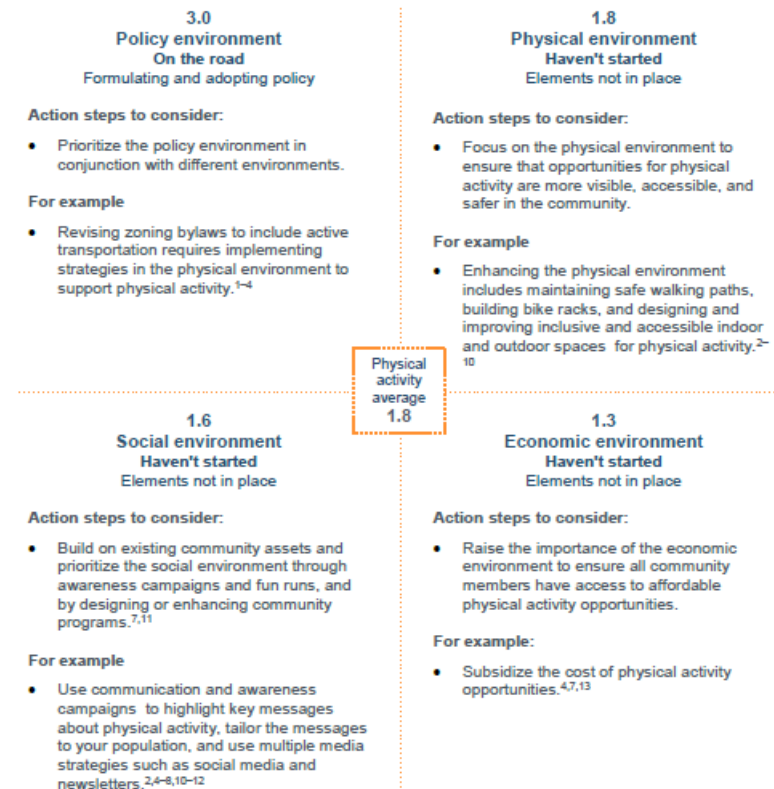 3.0
Policy environment
On the road
Formulating and adopting policy
Action steps to consider:
• Prioritize the policy environment in
conjunction with different environments.
For example
• Revising zoning bylaws to include active
transportation requires implementing
strategies in the physical environment to
support physical activity.1–4
1.8
Physical environment
Haven't started
Elements not in place
Action steps to consider:
• Focus on the physical environment to
ensure that opportunities for physical
activity are more visible, accessible, and
safer in the community.
For example
• Enhancing the physical environment
includes maintaining safe walking paths,
building bike racks, and designing and
improving inclusive and accessible indoor
and outdoor spaces for physical activity.2–
10
Physical
activity
average
1.8
1.6
Social environment
Haven't started
Elements not in place
Action steps to consider:
• Build on existing community assets and
prioritize the social environment through
awareness campaigns and fun runs, and
by designing or enhancing community
programs.7,11
For example
• Use communication and awareness
campaigns to highlight key messages
about physical activity, tailor the messages
to your population, and use multiple media
strategies such as social media and
newsletters.2,4–8,10–12
1.3
Economic environment
Haven't started
Elements not in place
Action steps to consider:
• Raise the importance of the economic
environment to ensure all community
members have access to affordable
physical activity opportunities.
For example:
• Subsidize the cost of physical activity
opportunities.4,7,13